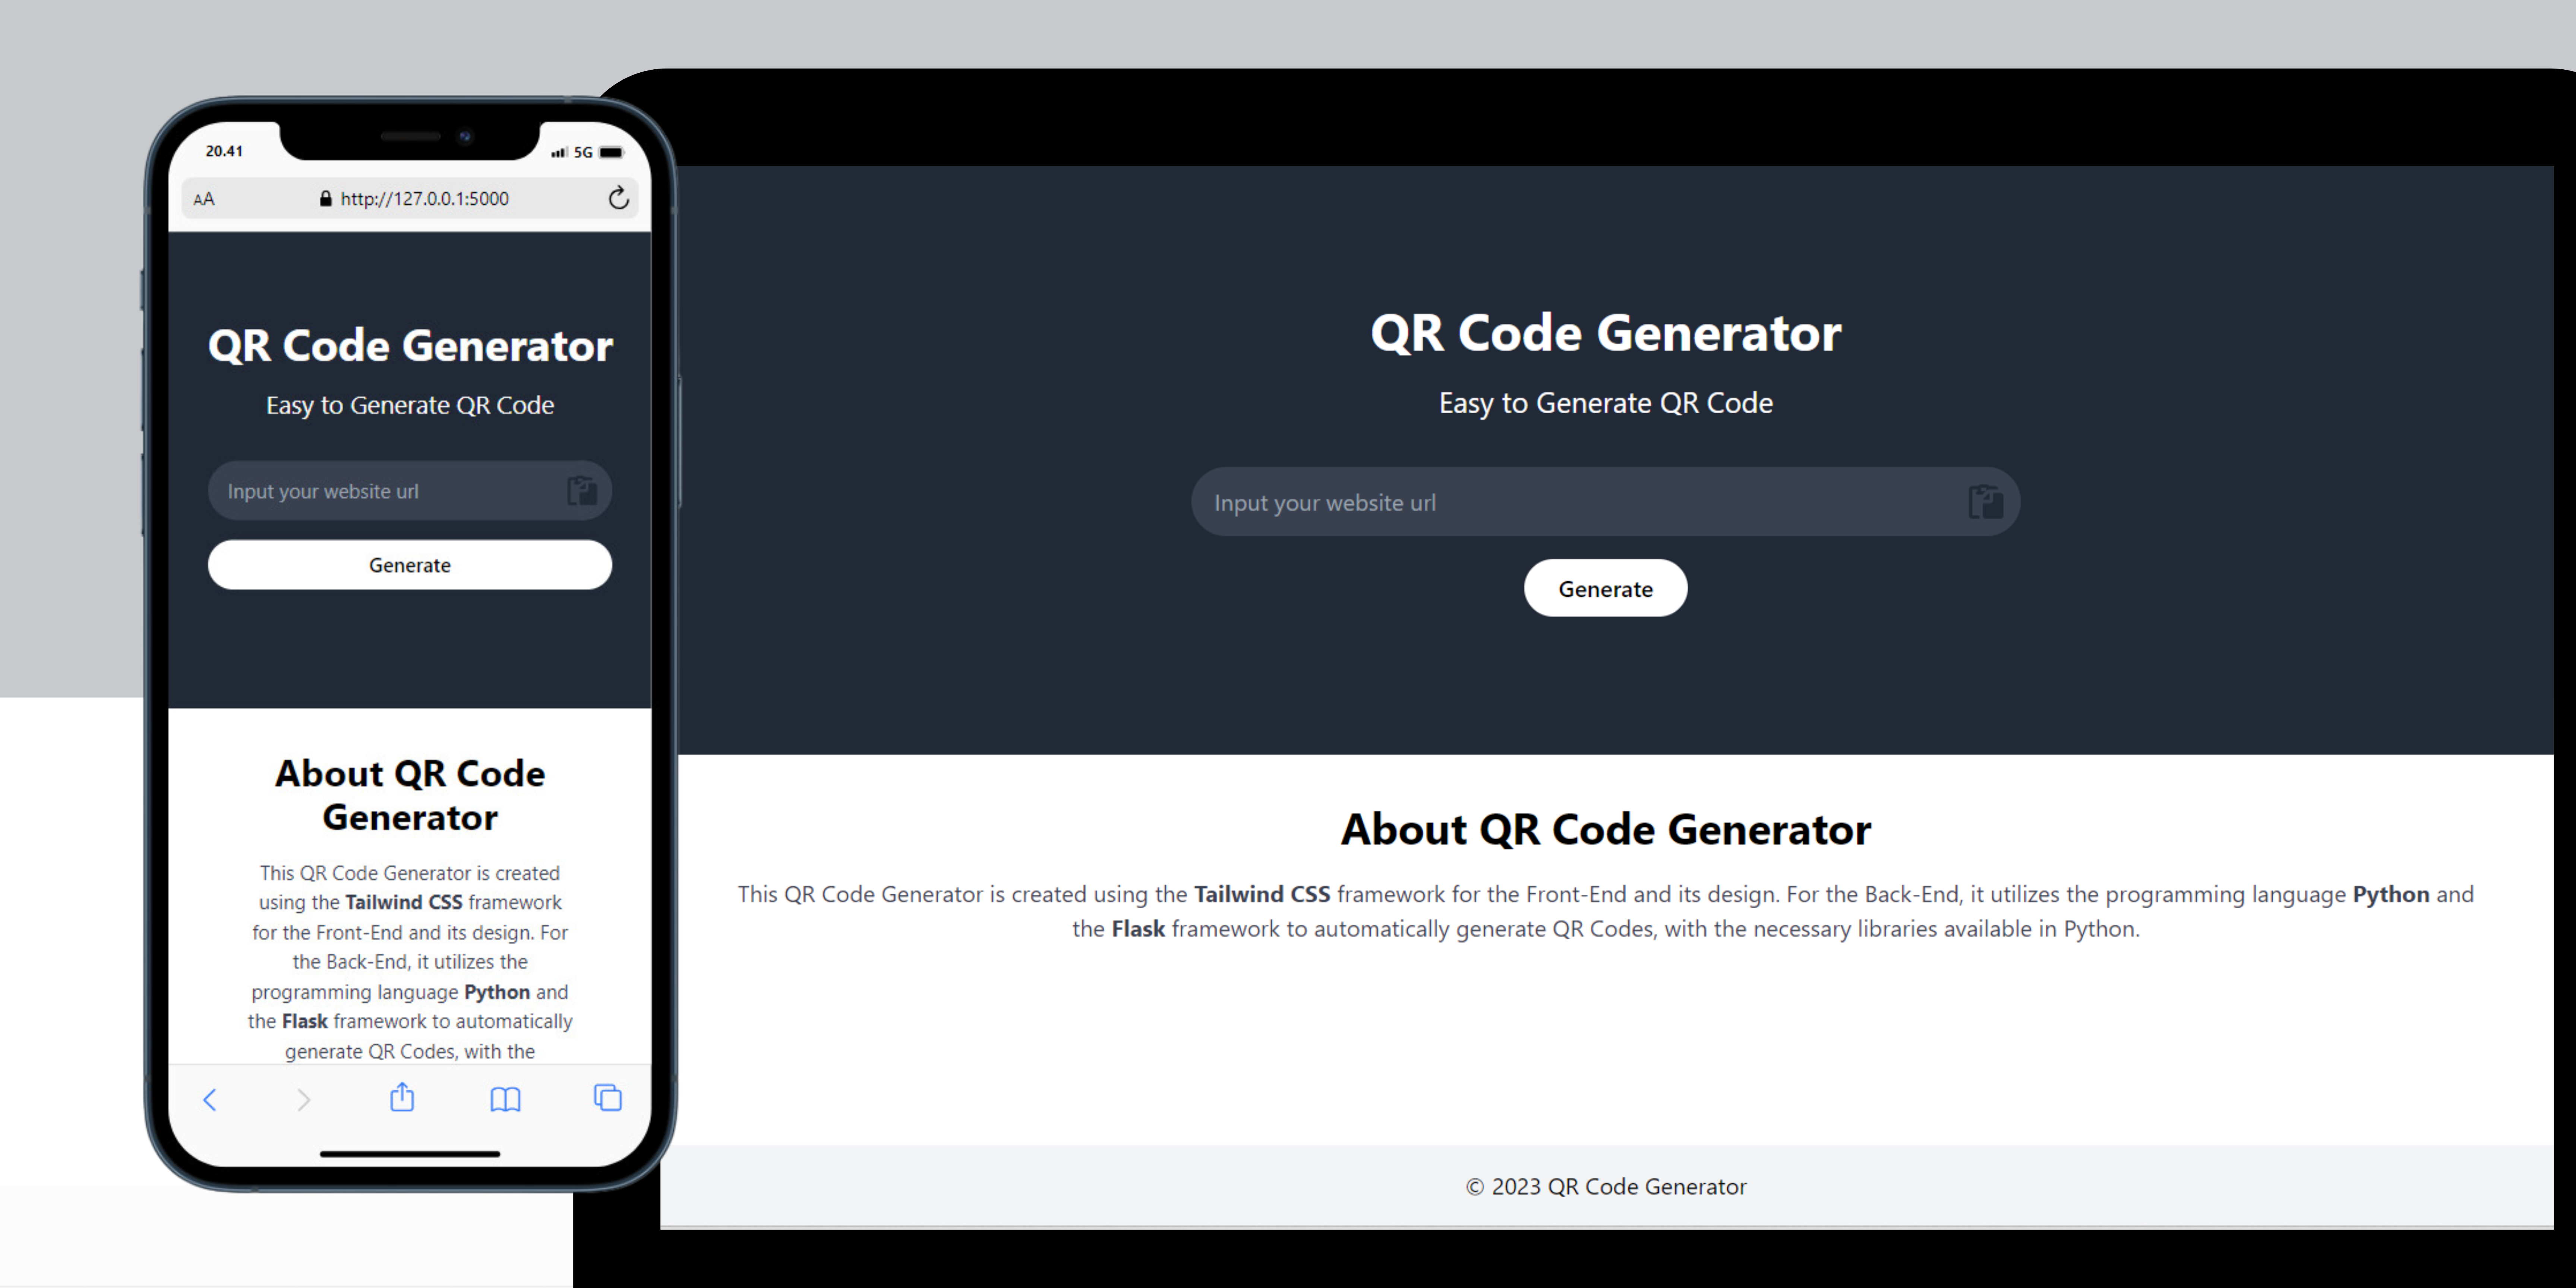 20.41
5G
AA
http://127.0.0.1:5000
QR Code Generator
Easy to Generate QR Code
Input your website url
Generate
About QR Code
Generator
This QR Code Generator is created
using the Tailwind CSS framework
for the Front-End and its design. For
the Back-End, it utilizes the
programming language Python and
the Flask framework to automatically
generate QR Codes, with the
QR Code Generator
Easy to Generate QR Code
Input your website url
Generate
About QR Code Generator
This QR Code Generator is created using the Tailwind CSS framework for the Front-End and its design. For the Back-End, it utilizes the programming language Python and
the Flask framework to automatically generate QR Codes, with the necessary libraries available in Python.
© 2023 QR Code Generator